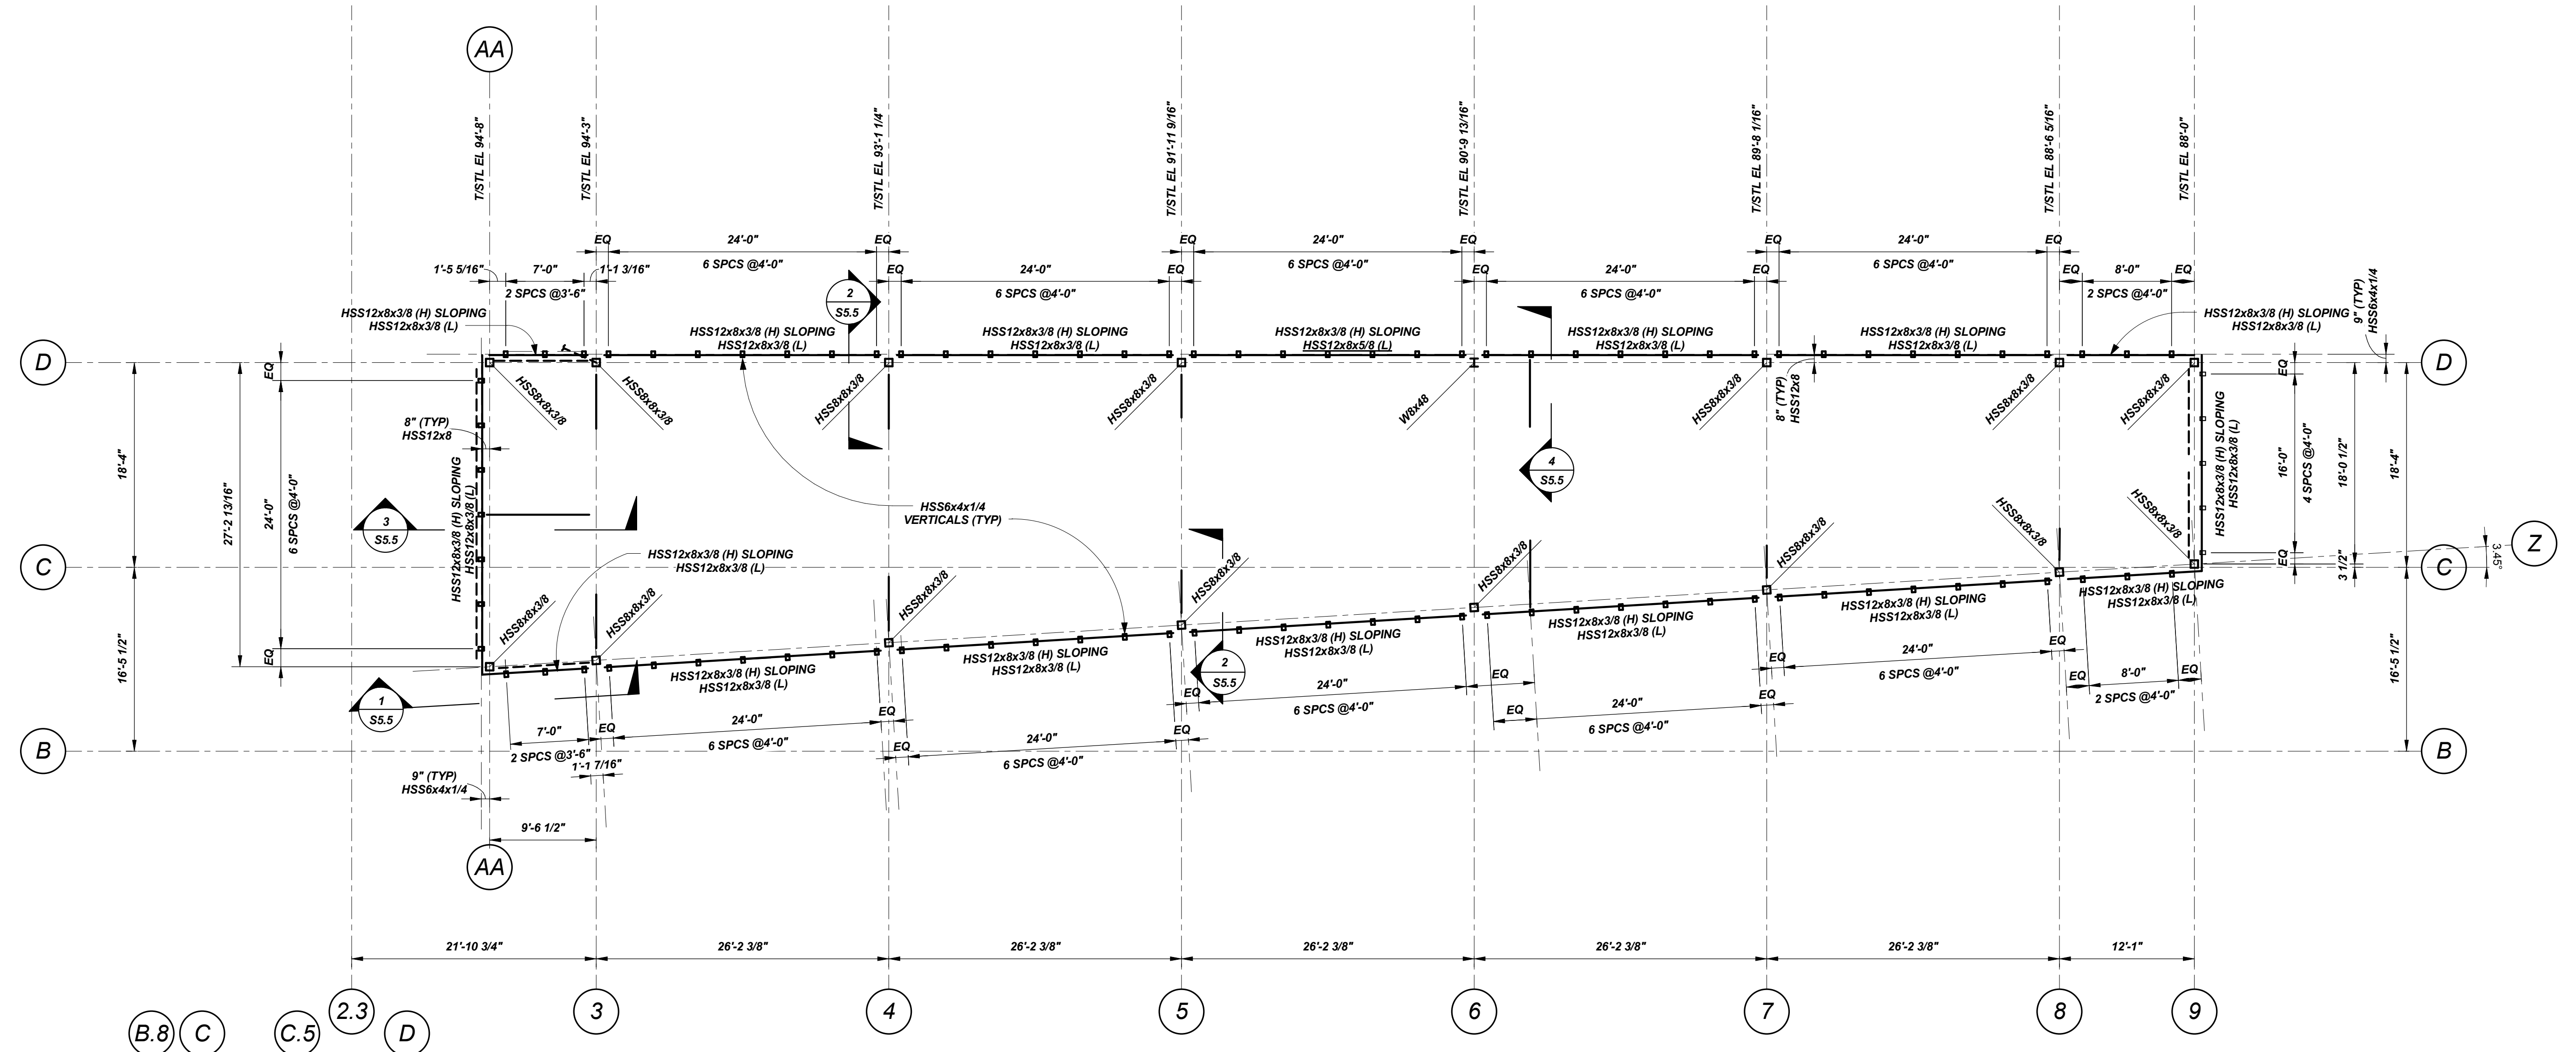 AA
T/STL EL 94'-8"
T/STL EL 94'-3"
T/STL EL 93'-1 1/4"
T/STL EL 91'-11 9/16"
T/STL EL 90'-9 13/16"
T/STL EL 89'-8 1/16"
T/STL EL 88'-6 5/16"
T/STL EL 88'-0"
EQ
24'-0"
EQ
6 SPCS @4'-0"
EQ
24'-0"
EQ
6 SPCS @4'-0"
EQ
24'-0"
EQ
6 SPCS @4'-0"
1'-5 5/16"
7'-0"
1'-1 3/16"
2 SPCS @3'-6"
EQ
24'-0"
EQ
6 SPCS @4'-0"
EQ
24'-0"
EQ
6 SPCS @4'-0"
EQ
8'-0"
EQ
2 SPCS @4'-0"
9" (TYP)
HSS6x4x1/4
2
S5.5
HSS12x8x3/8 (H) SLOPING
HSS12x8x3/8 (L)
HSS12x8x3/8 (H) SLOPING
HSS12x8x3/8 (L)
HSS12x8x3/8 (H) SLOPING
HSS12x8x3/8 (L)
HSS12x8x3/8 (H) SLOPING
HSS12x8x5/8 (L)
HSS12x8x3/8 (H) SLOPING
HSS12x8x3/8 (L)
HSS12x8x3/8 (H) SLOPING
HSS12x8x3/8 (L)
HSS12x8x3/8 (H) SLOPING
HSS12x8x3/8 (L)
D
D
HSS8x8x3/8
HSS8x8x3/8
HSS8x8x3/8
HSS8x8x3/8
W8x48
HSS8x8x3/8
8" (TYP)
HSS12x8
HSS8x8x3/8
HSS8x8x3/8
EQ
24'-0"
6 SPCS @4'-0"
EQ
18'-4"
27'-2 13/16"
16'-5 1/2"
8" (TYP)
HSS12x8
HSS12x8x3/8 (H) SLOPING
HSS12x8x3/8 (L)
3
S5.5
4
S5.5
HSS6x4x1/4
VERTICALS (TYP)
HSS12x8x3/8 (H) SLOPING
HSS12x8x3/8 (L)
EQ
16'-0"
4 SPCS @4'-0"
EQ
18'-0 1/2"
3 1/2"
18'-4"
16'-5 1/2"
3.45°
Z
C
C
HSS12x8x3/8 (H) SLOPING
HSS12x8x3/8 (L)
HSS8x8x3/8
HSS8x8x3/8
HSS8x8x3/8
HSS8x8x3/8
HSS8x8x3/8
HSS8x8x3/8
HSS8x8x3/8
HSS8x8x3/8
HSS12x8x3/8 (H) SLOPING
HSS12x8x3/8 (L)
HSS12x8x3/8 (H) SLOPING
HSS12x8x3/8 (L)
HSS12x8x3/8 (H) SLOPING
HSS12x8x3/8 (L)
HSS12x8x3/8 (H) SLOPING
HSS12x8x3/8 (L)
HSS12x8x3/8 (H) SLOPING
HSS12x8x3/8 (L)
HSS12x8x3/8 (H) SLOPING
HSS12x8x3/8 (L)
1
S5.5
2
S5.5
7'-0"
2 SPCS @3'-6"
1'-1 7/16"
EQ
24'-0"
EQ
6 SPCS @4'-0"
EQ
24'-0"
EQ
6 SPCS @4'-0"
EQ
24'-0"
EQ
6 SPCS @4'-0"
EQ
24'-0"
EQ
6 SPCS @4'-0"
EQ
24'-0"
EQ
6 SPCS @4'-0"
EQ
8'-0"
EQ
2 SPCS @4'-0"
B
B
9" (TYP)
HSS6x4x1/4
9'-6 1/2"
AA
21'-10 3/4"
26'-2 3/8"
26'-2 3/8"
26'-2 3/8"
26'-2 3/8"
26'-2 3/8"
12'-1"
2.3
3
4
5
6
7
8
9
B.8
C
C.5
D